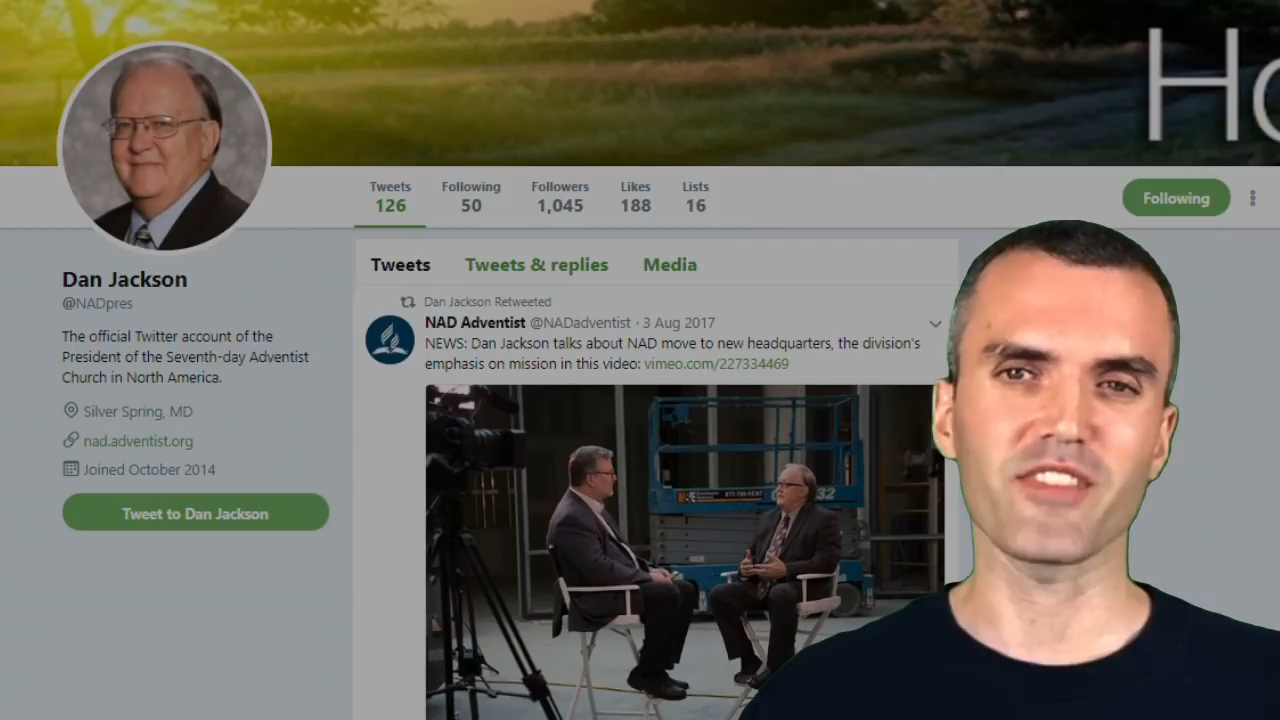 Ho
Tweets Following Followers Likes Lists
126 50 1,045 188 16
Following
Dan Jackson
@NADpres
The official Twitter account of the
President of the Seventh-day Adventist
Church in North America.
Silver Spring, MD
nad.adventist.org
Joined October 2014
Tweet to Dan Jackson
Tweets Tweets & replies Media
Dan Jackson Retweeted
NAD Adventist @NADadventist · 3 Aug 2017
NEWS: Dan Jackson talks about NAD move to new headquarters, the division's
emphasis on mission in this video: vimeo.com/227334469
32